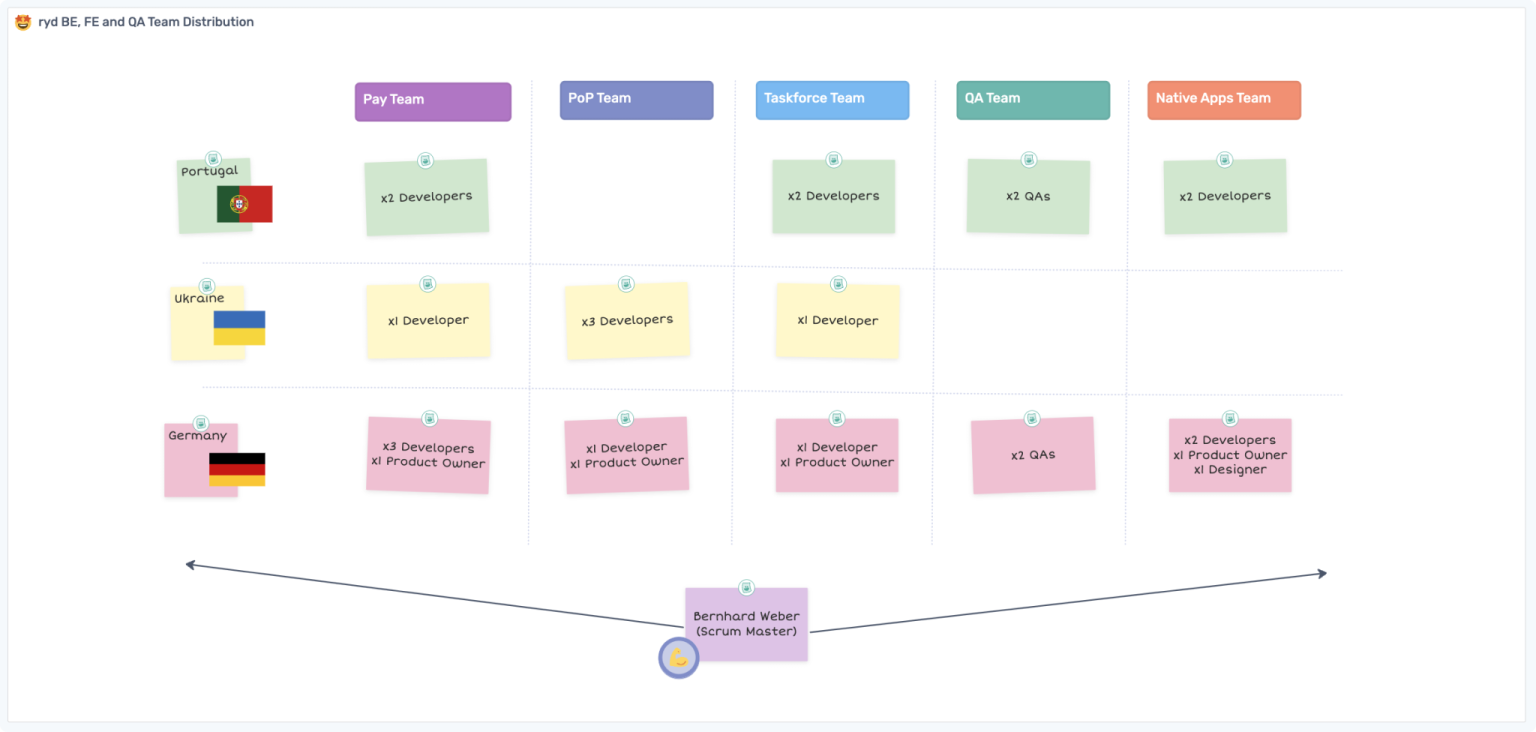 ryd BE, FE and QA Team Distribution
Pay Team
PoP Team
Taskforce Team
QA Team
Native Apps Team
Portugal
x2 Developers
x2 Developers
x2 QAs
x2 Developers
Ukraine
x1 Developer
x3 Developers
x1 Developer
Germany
x3 Developers
x1 Product Owner
x1 Developer
x1 Product Owner
x1 Developer
x1 Product Owner
x2 QAs
x2 Developers
x1 Product Owner
x1 Designer
Bernhard Weber
(Scrum Master)